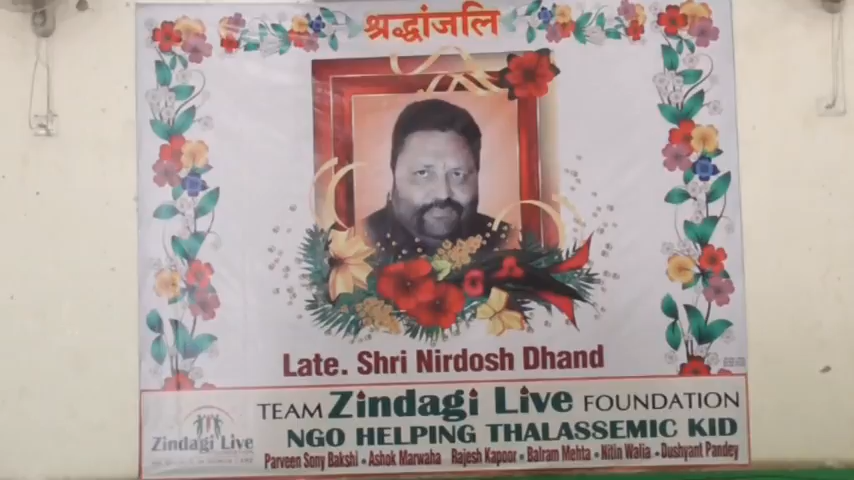 श्रद्धांजलि
Late. Shri Nirdosh Dhand
TEAM Zindagi Live FOUNDATION
NGO HELPING THALASSEMIC KID
Zindagi Live
Parveen Sony Bakshi • Ashok Marwaha Rajesh Kapoor • Balram Mehta • Nitin Walia • Dushyant Pandey